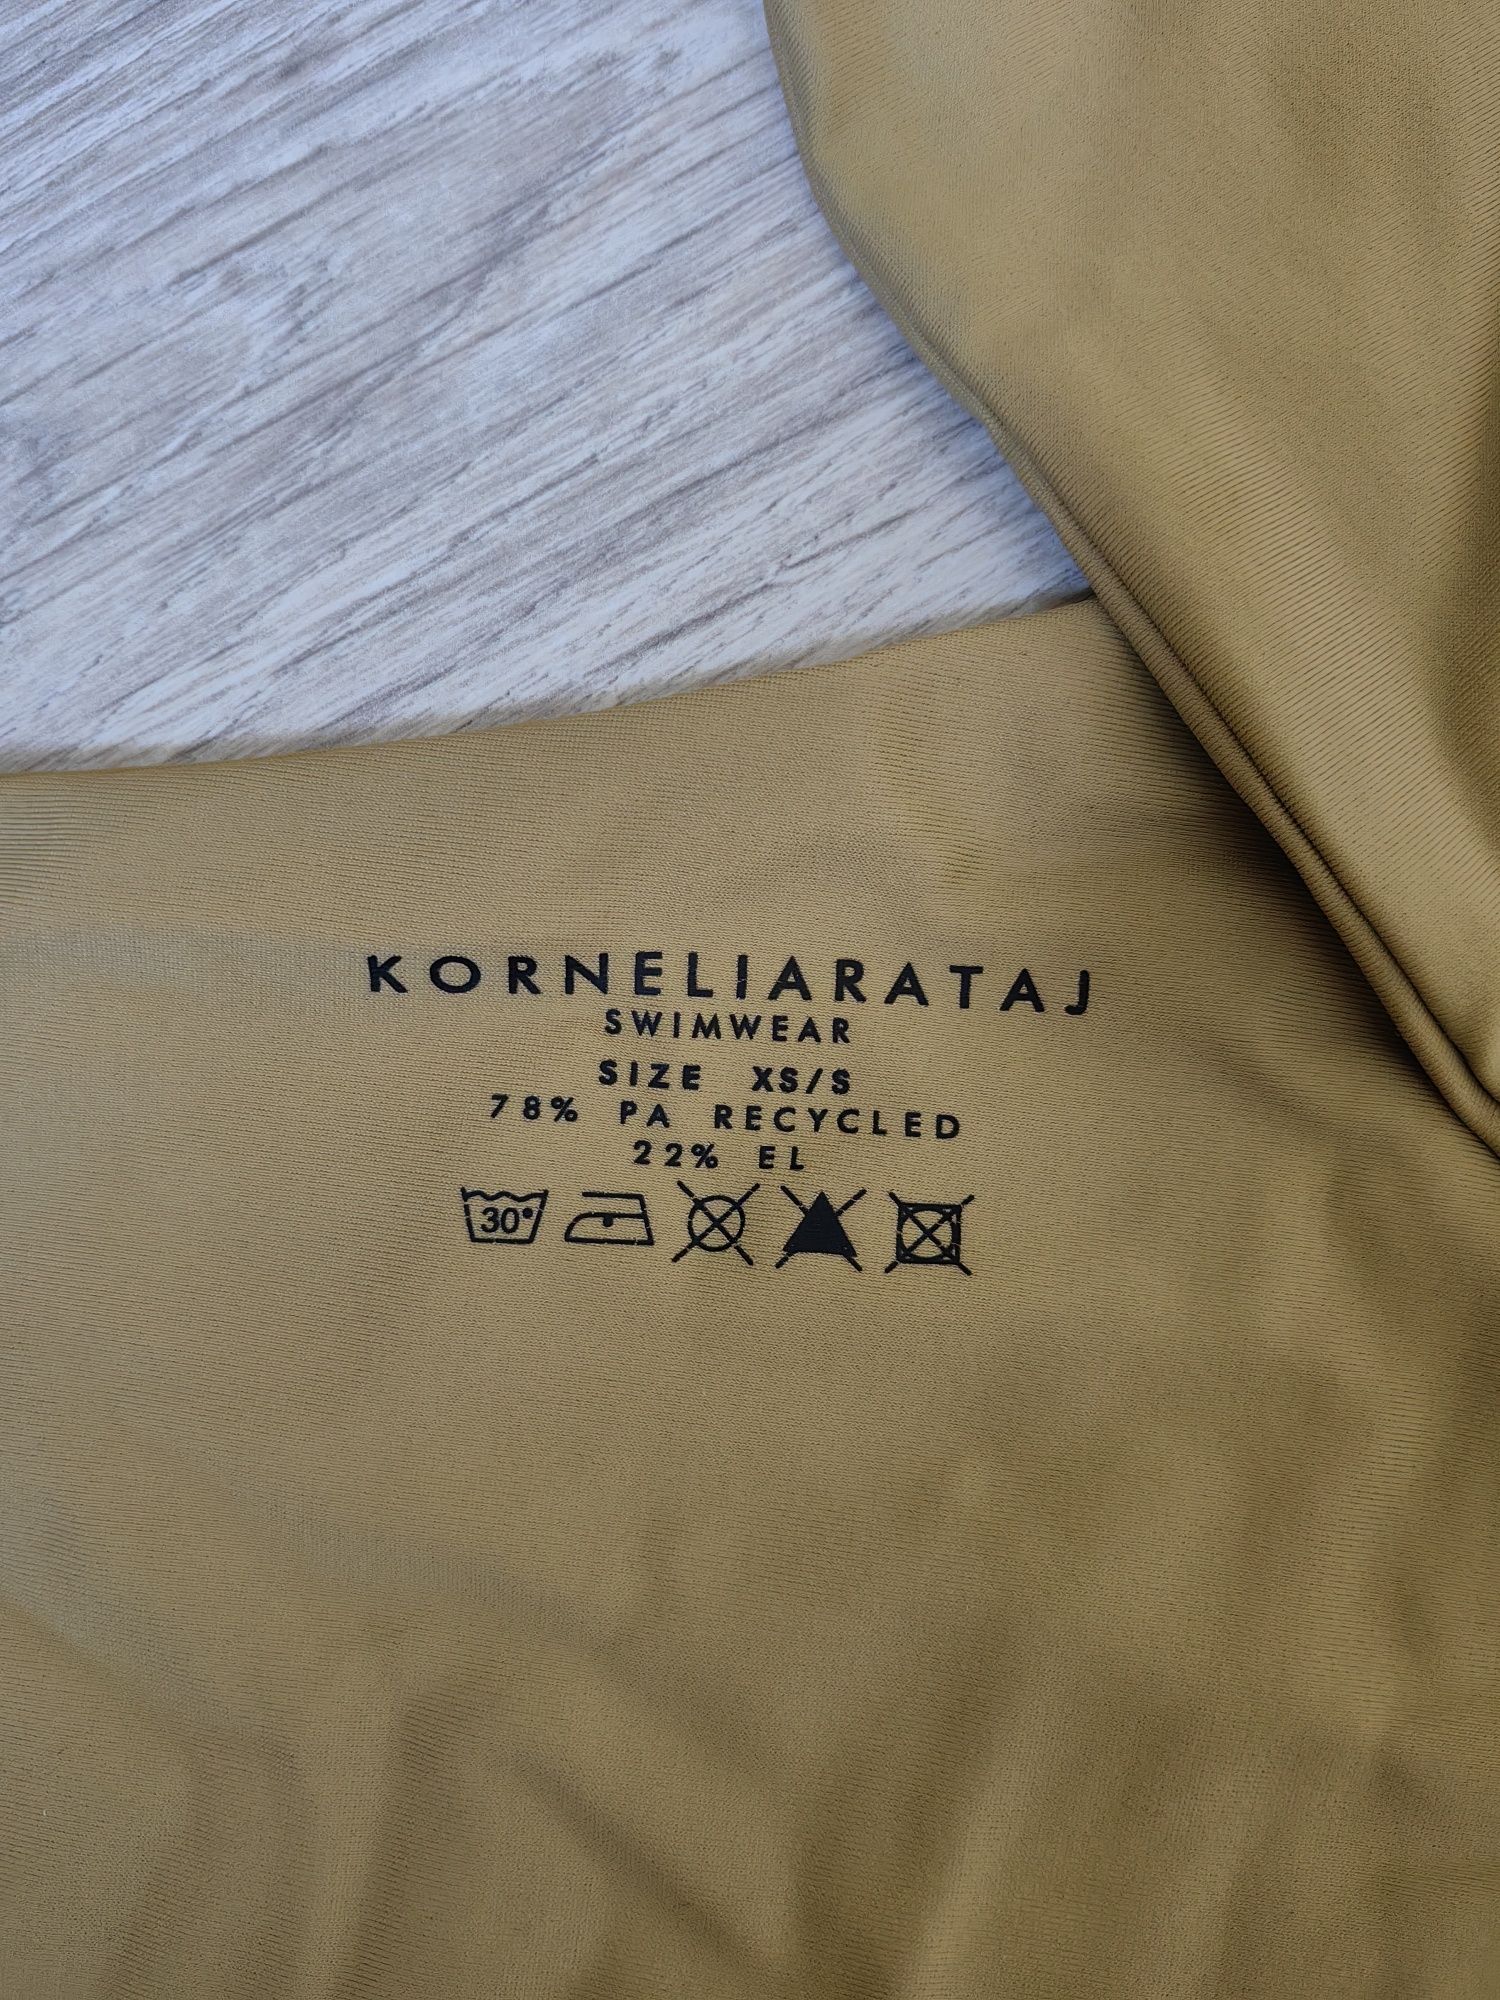 KORNELIARATAJ
SWIMWEAR
SIZE XS/S
78% PA RECYCLED
22% EL
30°